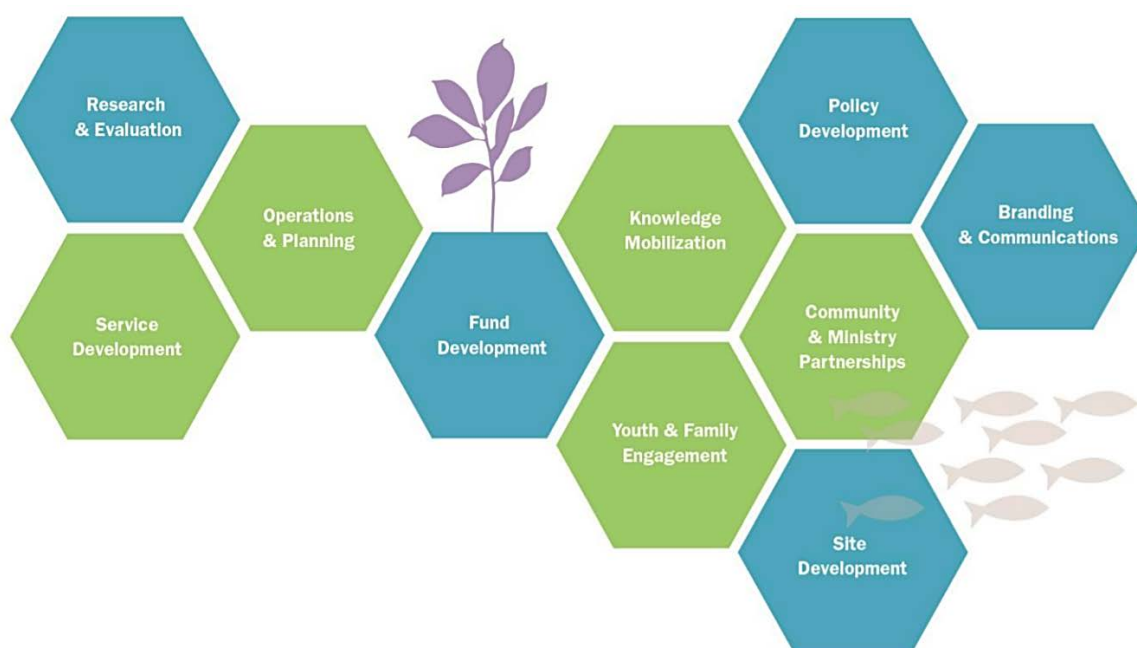 Research
& Evaluation
Operations
& Planning
Service
Development
Fund
Development
Knowledge
Mobilization
Youth & Family
Engagement
Policy
Development
Community
& Ministry
Partnerships
Branding
& Communications
Site
Development